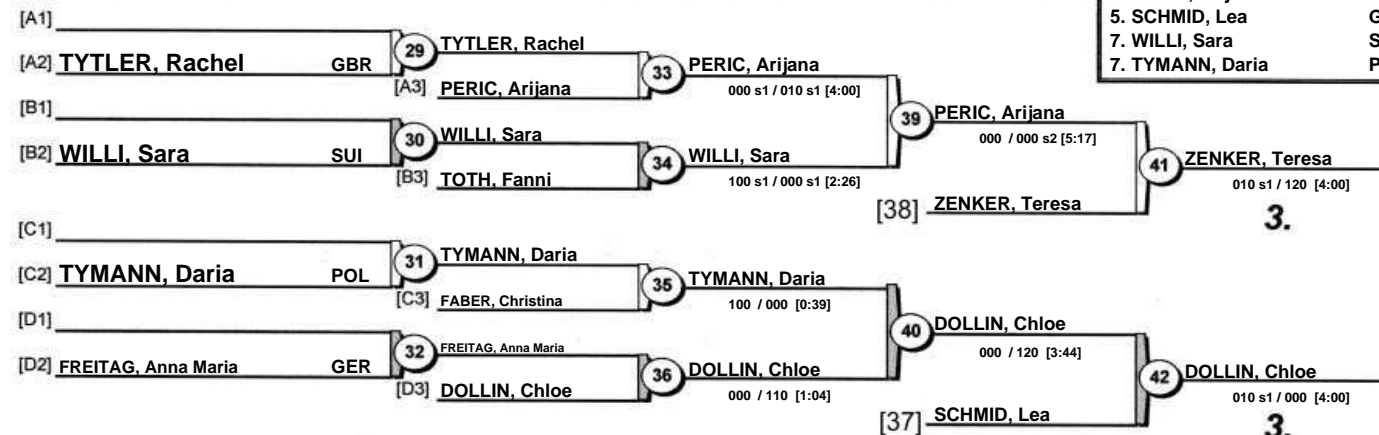 5. SCHMID, Lea G
7. WILLI, Sara S
7. TYMANN, Daria P
[A1]
[A2] TYTLER, Rachel GBR
29 TYTLER, Rachel
[A3] PERIC, Arijana
33 PERIC, Arijana
000 s1 / 010 s1 [4:00]
[B1]
[B2] WILLI, Sara SUI
30 WILLI, Sara
[B3] TOTH, Fanni
34 WILLI, Sara
100 s1 / 000 s1 [2:26]
39 PERIC, Arijana
000 / 000 s2 [5:17]
[38] ZENKER, Teresa
41 ZENKER, Teresa
010 s1 / 120 [4:00]
3.
[C1]
[C2] TYMANN, Daria POL
31 TYMANN, Daria
[C3] FABER, Christina
35 TYMANN, Daria
100 / 000 [0:39]
[D1]
[D2] FREITAG, Anna Maria GER
32 FREITAG, Anna Maria
[D3] DOLLIN, Chloe
36 DOLLIN, Chloe
000 / 110 [1:04]
40 DOLLIN, Chloe
000 / 120 [3:44]
[37] SCHMID, Lea
42 DOLLIN, Chloe
010 s1 / 000 [4:00]
3.